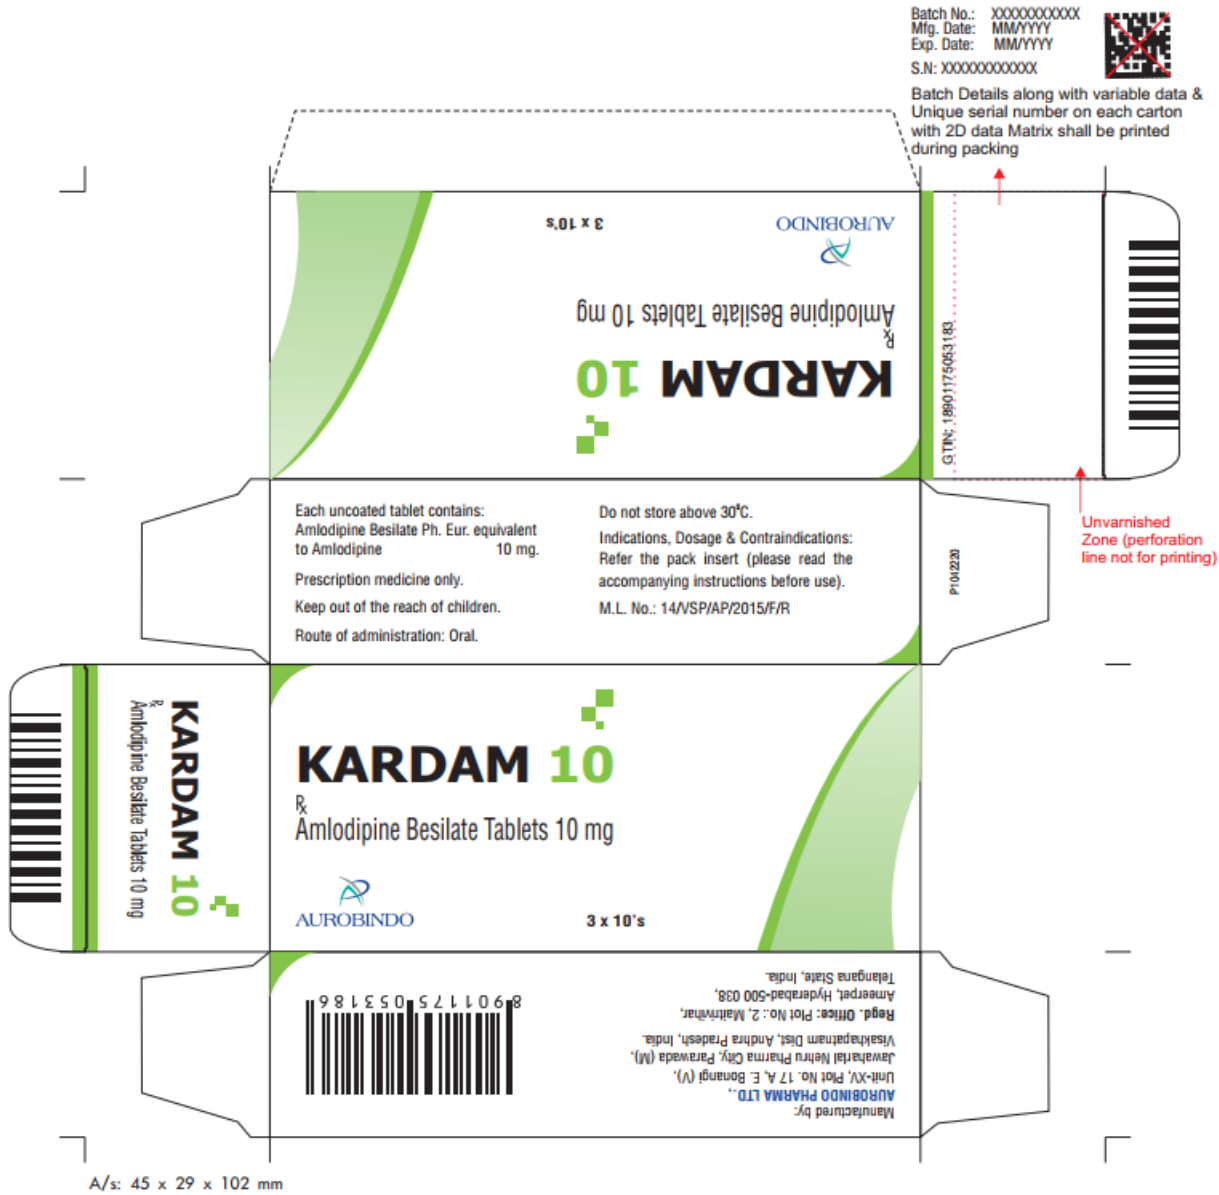 Batch No.: XXXXXXXXXXX
Mfg. Date: MM/YYYY
Exp. Date: MM/YYYY
S.N: XXXXXXXXXXXX
Batch Details along with variable data &
Unique serial number on each carton
with 2D data Matrix shall be printed
during packing
KARDAM 10
Rx
Amlodipine Besilate Tablets 10 mg
AUROBINDO
3 x 10's
GTIN: 18901175053183
Unvarnished
Zone (perforation
line not for printing)
Each uncoated tablet contains:
Amlodipine Besilate Ph. Eur. equivalent
to Amlodipine 10 mg.
Prescription medicine only.
Keep out of the reach of children.
Route of administration: Oral.
Do not store above 30°C.
Indications, Dosage & Contraindications:
Refer the pack insert (please read the
accompanying instructions before use).
M.L. No.: 14/VSP/AP/2015/F/R
P1042220
KARDAM 10
Rx
Amlodipine Besilate Tablets 10 mg
KARDAM 10
Rx
Amlodipine Besilate Tablets 10 mg
AUROBINDO
3 x 10's
8901175053186
Manufactured by:
AUROBINDO PHARMA LTD.,
Unit-XV, Plot No. 17 A, E. Bonangi (V),
Jawaharlal Nehru Pharma City, Parawada (M),
Visakhapatnam Dist, Andhra Pradesh, India.
Regd. Office: Plot No.: 2, Maitrivihar,
Ameerpet, Hyderabad-500 038,
Telangana State, India.
A/s: 45 x 29 x 102 mm